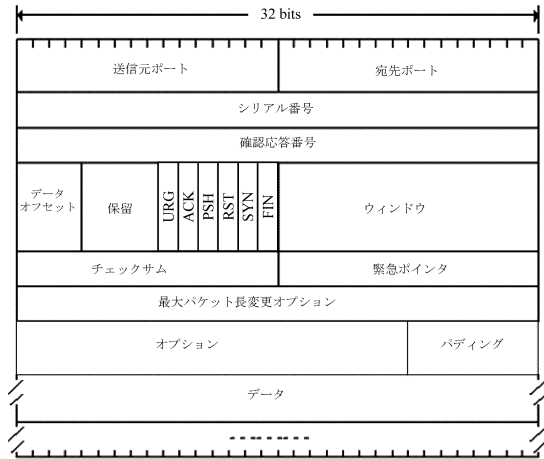 32 bits
送信元ポート
宛先ポート
シリアル番号
確認応答番号
データ
オフセット
保留
URG
ACK
PSH
RST
SYN
FIN
ウィンドウ
チェックサム
緊急ポインタ
最大パケット長変更オプション
オプション
パディング
データ